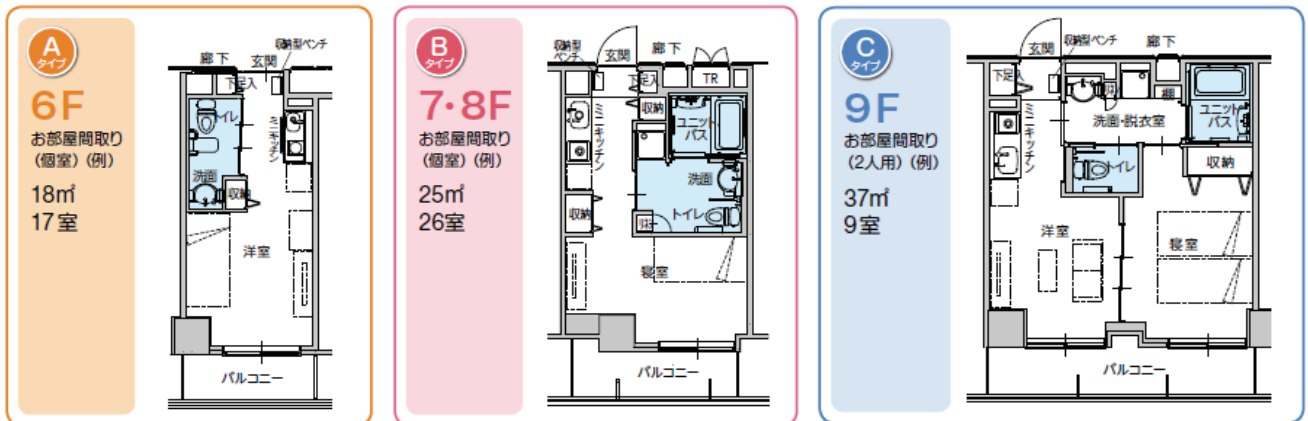 A
タイプ
6F
お部屋間取り
(個室)(例)
18㎡
17室
廊下
玄関
収納型ベンチ
下足入
トイレ
ミニキッチン
洗面
収納
洋室
バルコニー
B
タイプ
7・8F
お部屋間取り
(個室)(例)
25㎡
26室
収納型
ベンチ
玄関
廊下
下足入
TR
ミニキッチン
収納
ユニット
バス
洗面
収納
トイレ
寝室
バルコニー
C
タイプ
9F
お部屋間取り
(2人用)(例)
37㎡
9室
玄関
収納型ベンチ
廊下
下足入
棚
ミニキッチン
洗面・脱衣室
ユニット
バス
トイレ
収納
洋室
寝室
バルコニー